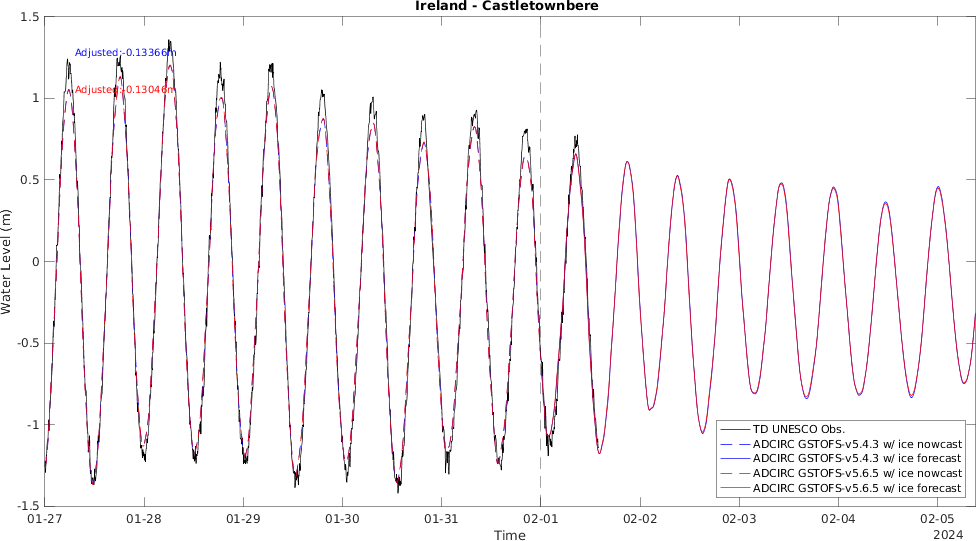 Ireland - Castletownbere
1.5
1
0.5
0
-0.5
-1
-1.5
Water Level (m)
Adjusted:-0.13366m
Adjusted:-0.13046m
TD UNESCO Obs.
ADCIRC GSTOFS-v5.4.3 w/ ice nowcast
ADCIRC GSTOFS-v5.4.3 w/ ice forecast
ADCIRC GSTOFS-v5.6.5 w/ ice nowcast
ADCIRC GSTOFS-v5.6.5 w/ ice forecast
01-27 01-28 01-29 01-30 01-31 02-01 02-02 02-03 02-04 02-05
Time
2024